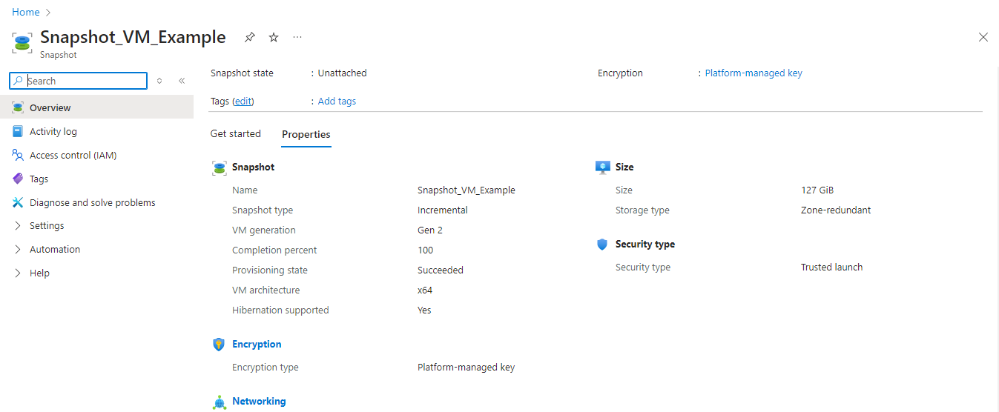 Home
Snapshot_VM_Example
Snapshot
Search
Overview
Activity log
Access control (IAM)
Tags
Diagnose and solve problems
Settings
Automation
Help
Snapshot state : Unattached
Encryption : Platform-managed key
Tags (edit) : Add tags
Get started Properties
Snapshot
Name Snapshot_VM_Example
Snapshot type Incremental
VM generation Gen 2
Completion percent 100
Provisioning state Succeeded
VM architecture x64
Hibernation supported Yes
Encryption
Encryption type Platform-managed key
Networking
Size
Size 127 GiB
Storage type Zone-redundant
Security type
Security type Trusted launch